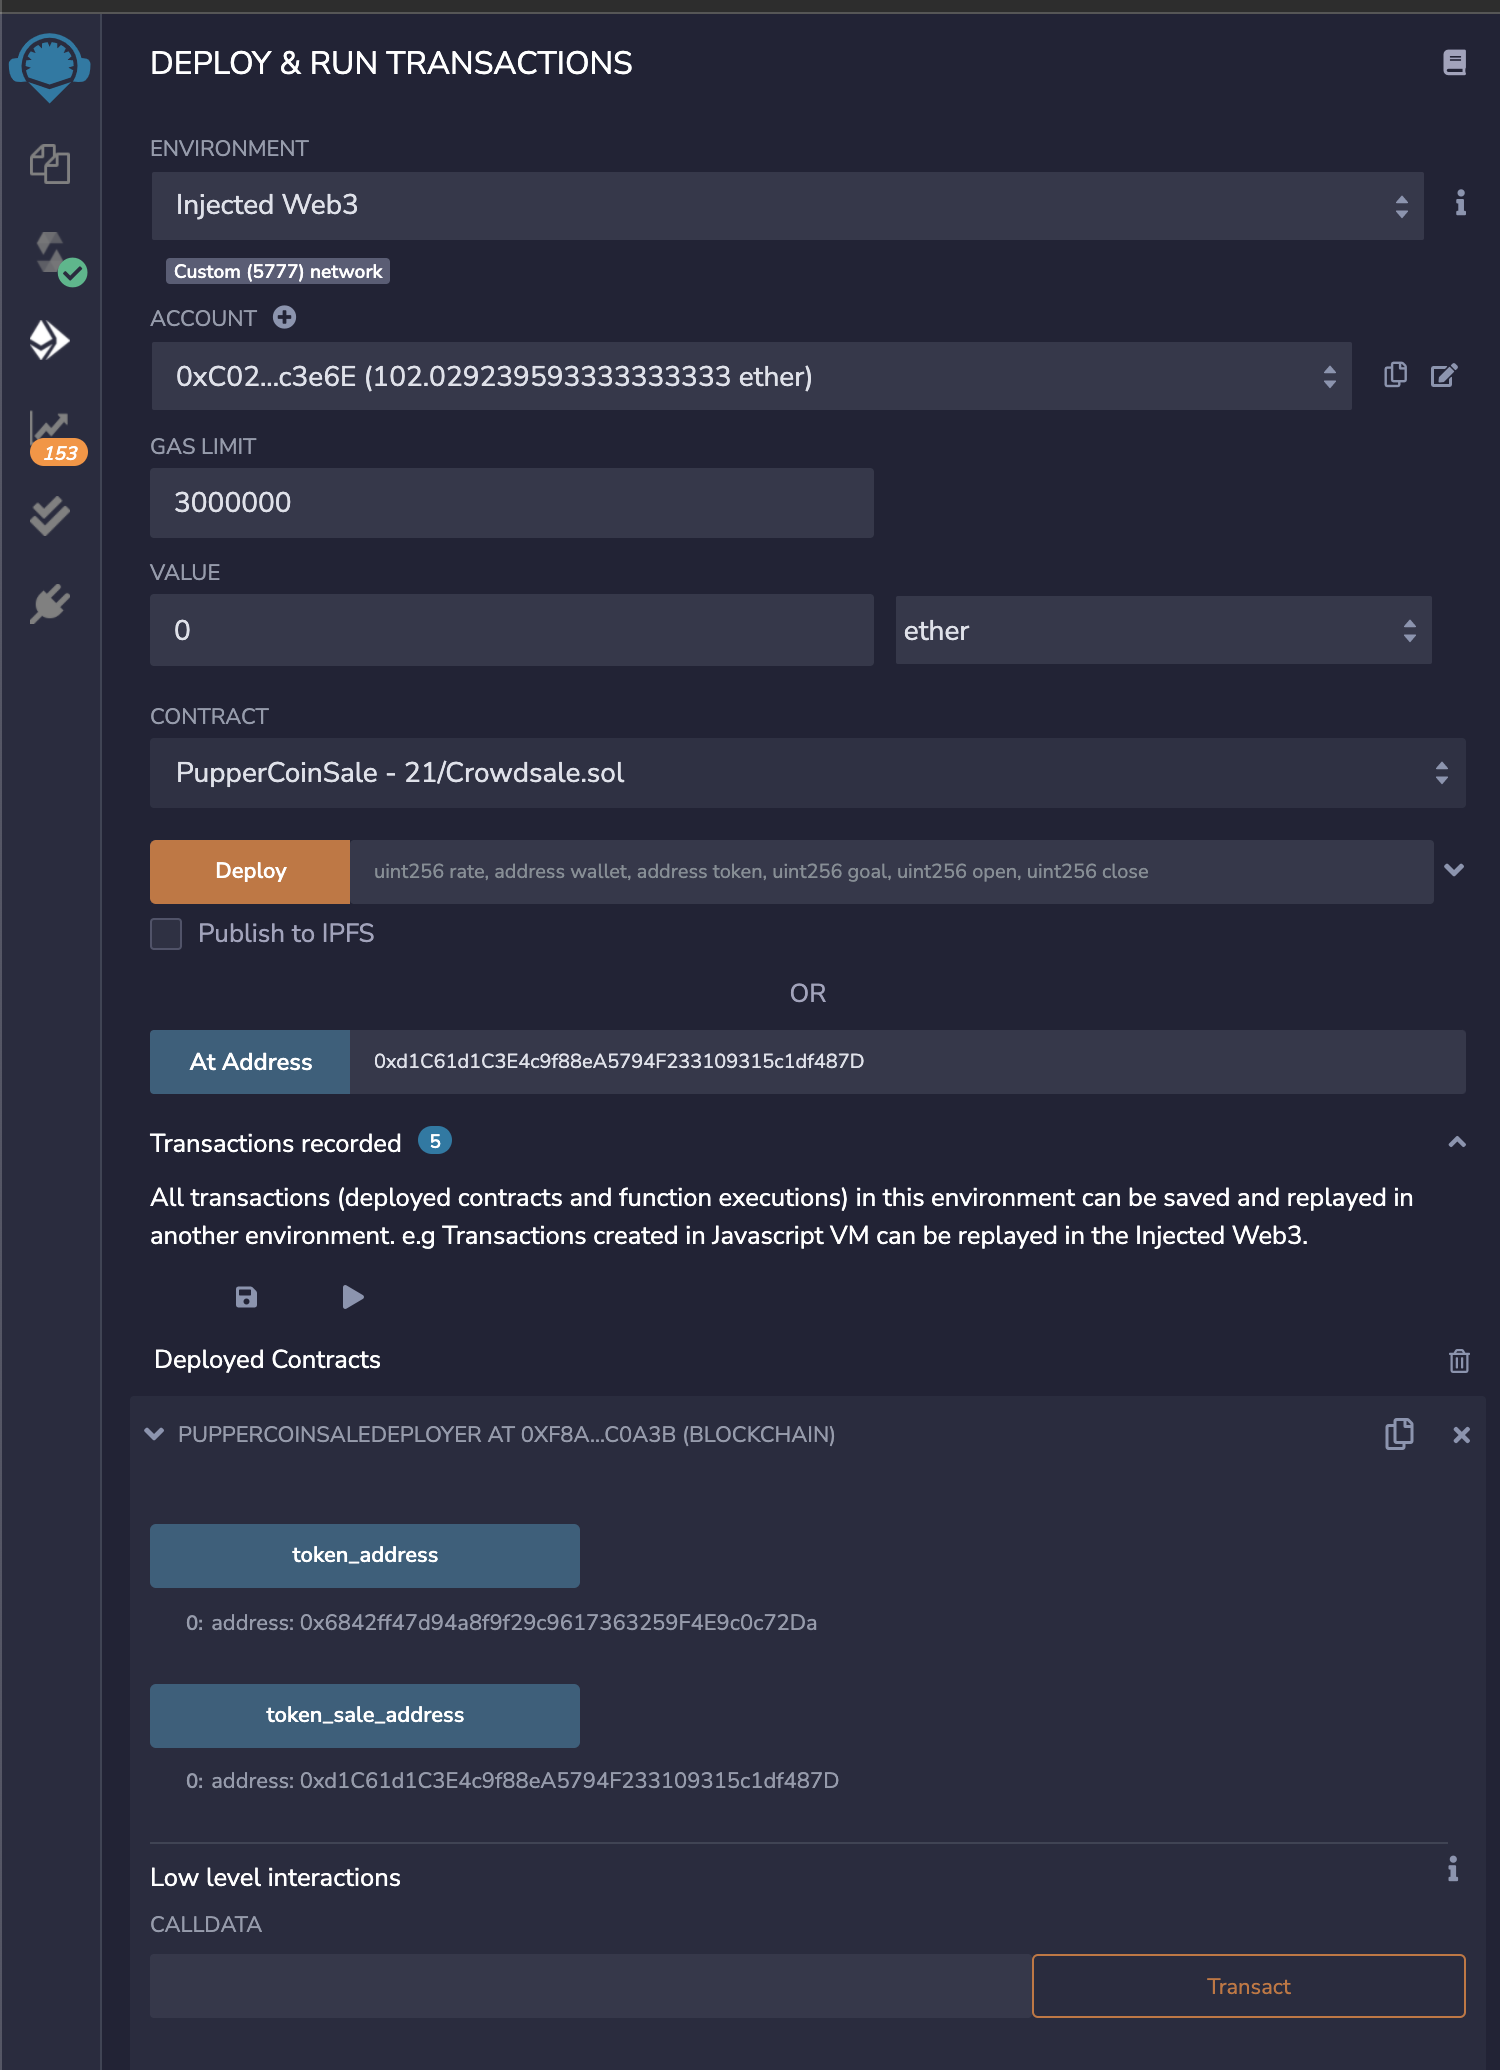 DEPLOY & RUN TRANSACTIONS
ENVIRONMENT
Injected Web3
Custom (5777) network
ACCOUNT
0xC02...c3e6E (102.029239593333333333 ether)
GAS LIMIT
3000000
153
VALUE
0
ether
CONTRACT
PupperCoinSale - 21/Crowdsale.sol
Deploy
uint256 rate, address wallet, address token, uint256 goal, uint256 open, uint256 close
Publish to IPFS
OR
At Address
0xd1C61d1C3E4c9f88eA5794F233109315c1df487D
Transactions recorded 5
All transactions (deployed contracts and function executions) in this environment can be saved and replayed in
another environment. e.g Transactions created in Javascript VM can be replayed in the Injected Web3.
Deployed Contracts
PUPPERCOINSALEDEPLOYER AT 0XF8A...C0A3B (BLOCKCHAIN)
token_address
0: address: 0x6842ff47d94a8f9f29c9617363259F4E9c0c72Da
token_sale_address
0: address: 0xd1C61d1C3E4c9f88eA5794F233109315c1df487D
Low level interactions
CALLDATA
Transact